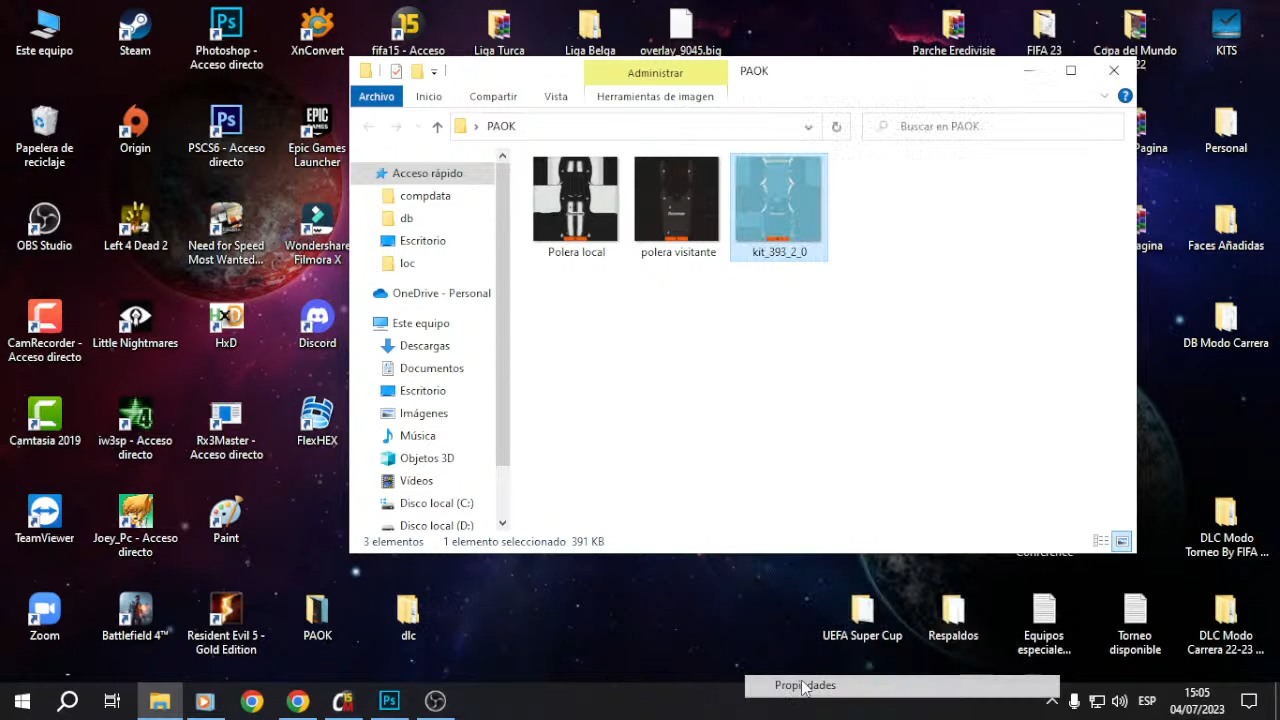 Este equipo
Steam
Photoshop -
Acceso directo
XnConvert
fifa15 - Acceso
Liga Turca
Liga Belga
overlay_9045.big
Parche Eredivisie
FIFA 23
Copa del Mundo
22
KITS
Administrar
PAOK
Archivo
Inicio
Compartir
Vista
Herramientas de imagen
PAOK
Buscar en PAOK
Papelera de
reciclaje
Origin
PSCS6 - Acceso
directo
Epic Games
Launcher
Pagina
Personal
Acceso rápido
compdata
db
Escritorio
loc
OneDrive - Personal
Este equipo
Descargas
Documentos
Escritorio
Imágenes
Música
Objetos 3D
Vídeos
Disco local (C:)
Disco local (D:)
Polera local
polera visitante
kit_393_2_0
OBS Studio
Left 4 Dead 2
Need for Speed
Most Wanted...
Wondershare
Filmora X
agina
Faces Añadidas
CamRecorder -
Acceso directo
Little Nightmares
HxD
Discord
DB Modo Carrera
Camtasia 2019
iw3sp - Acceso
directo
Rx3Master -
Acceso directo
FlexHEX
3 elementos
1 elemento seleccionado
391 KB
TeamViewer
Joey_Pc - Acceso
directo
Paint
Conference
DLC Modo
Torneo By FIFA ...
Zoom
Battlefield 4™
Resident Evil 5 -
Gold Edition
PAOK
dlc
UEFA Super Cup
Respaldos
Equipos
especiale...
Torneo
disponible
DLC Modo
Carrera 22-23 ...
Propiedades
ESP
15:05
04/07/2023